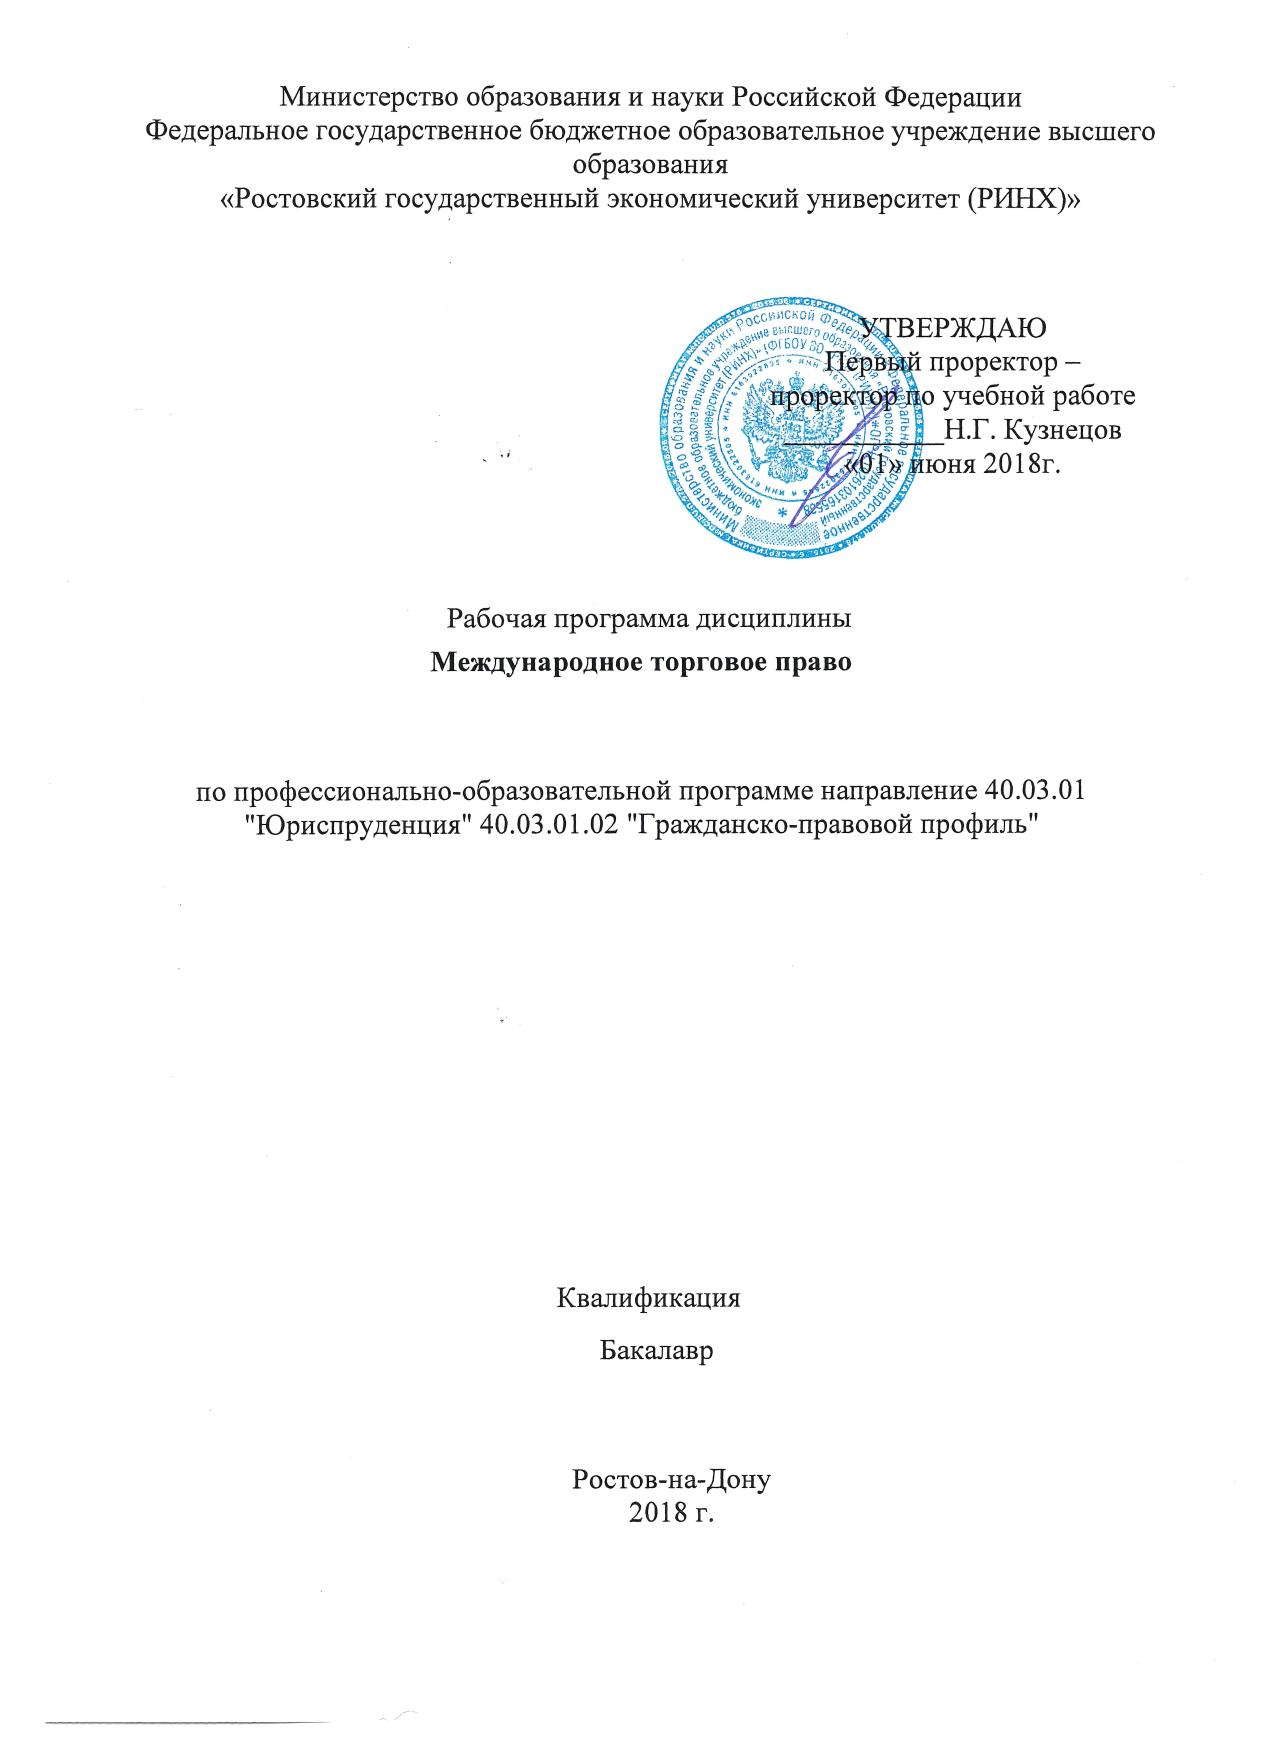 Министерство образования и науки Российской Федерации
Федеральное государственное бюджетное образовательное учреждение высшего
образования
«Ростовский государственный экономический университет (РИНХ)»
УТВЕРЖДАЮ
Первый проректор –
проректор по учебной работе
____________Н.Г. Кузнецов
«01» июня 2018г.
Рабочая программа дисциплины
Международное торговое право
по профессионально-образовательной программе направление 40.03.01
"Юриспруденция" 40.03.01.02 "Гражданско-правовой профиль"
Квалификация
Бакалавр
Ростов-на-Дону
2018 г.